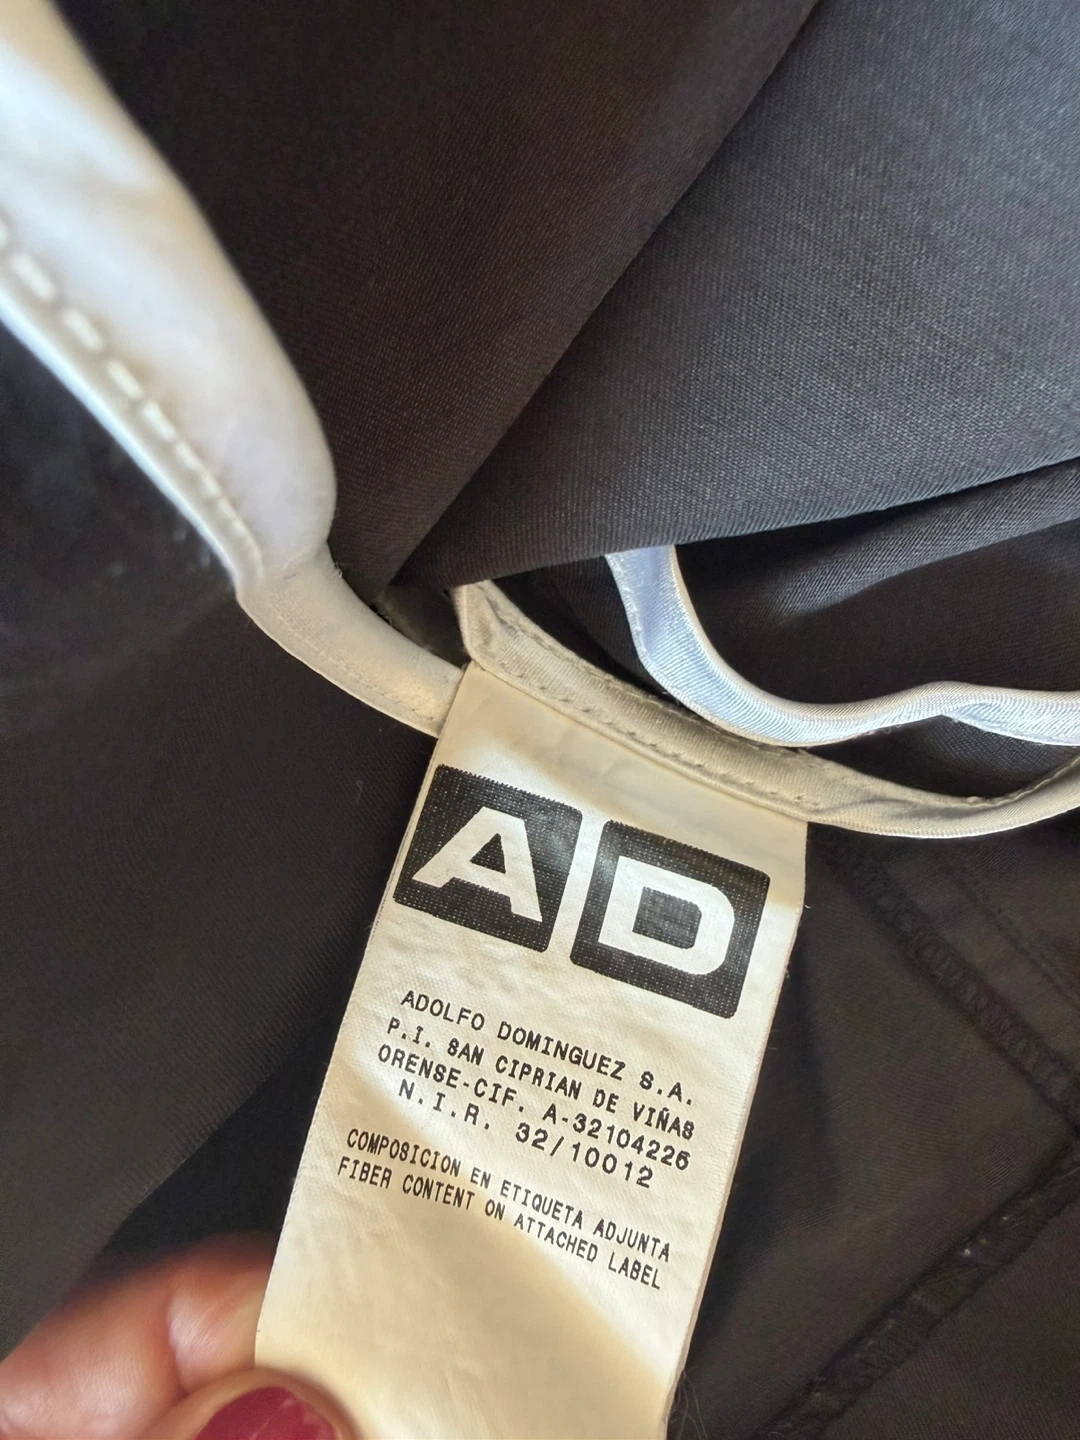 AD
ADOLFO DOMINGUEZ S.A.
P.I. SAN CIPRIAN DE VIÑAS
ORENSE-CIF. A-32104226
N.I.R. 32/10012
COMPOSICION EN ETIQUETA ADJUNTA
FIBER CONTENT ON ATTACHED LABEL